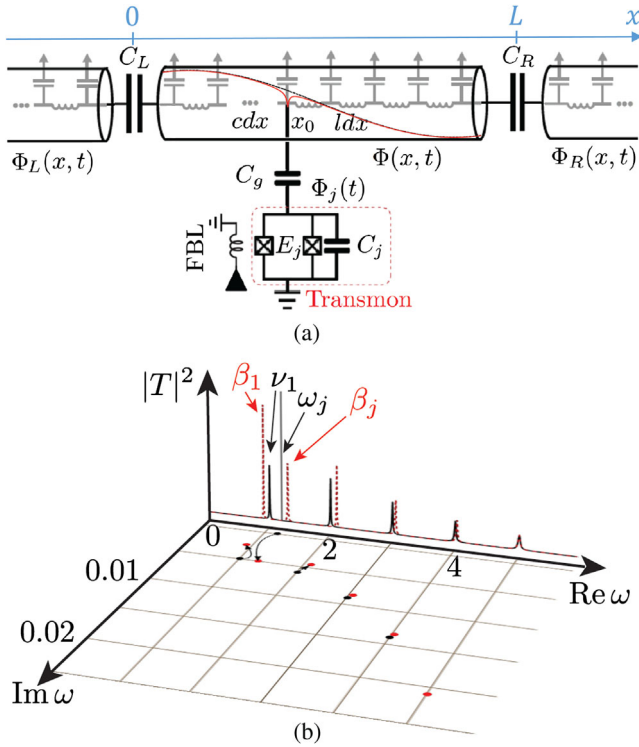 0 L x
C_L C_R
cdx x_0 ldx
Φ_L(x, t) Φ(x, t) Φ_R(x, t)
C_g Φ_j(t)
FBL E_j C_j
Transmon
(a)
|T|² β_1 ν_1 ω_j β_j
0 2 4 Re ω
0.01
0.02
Im ω
(b)